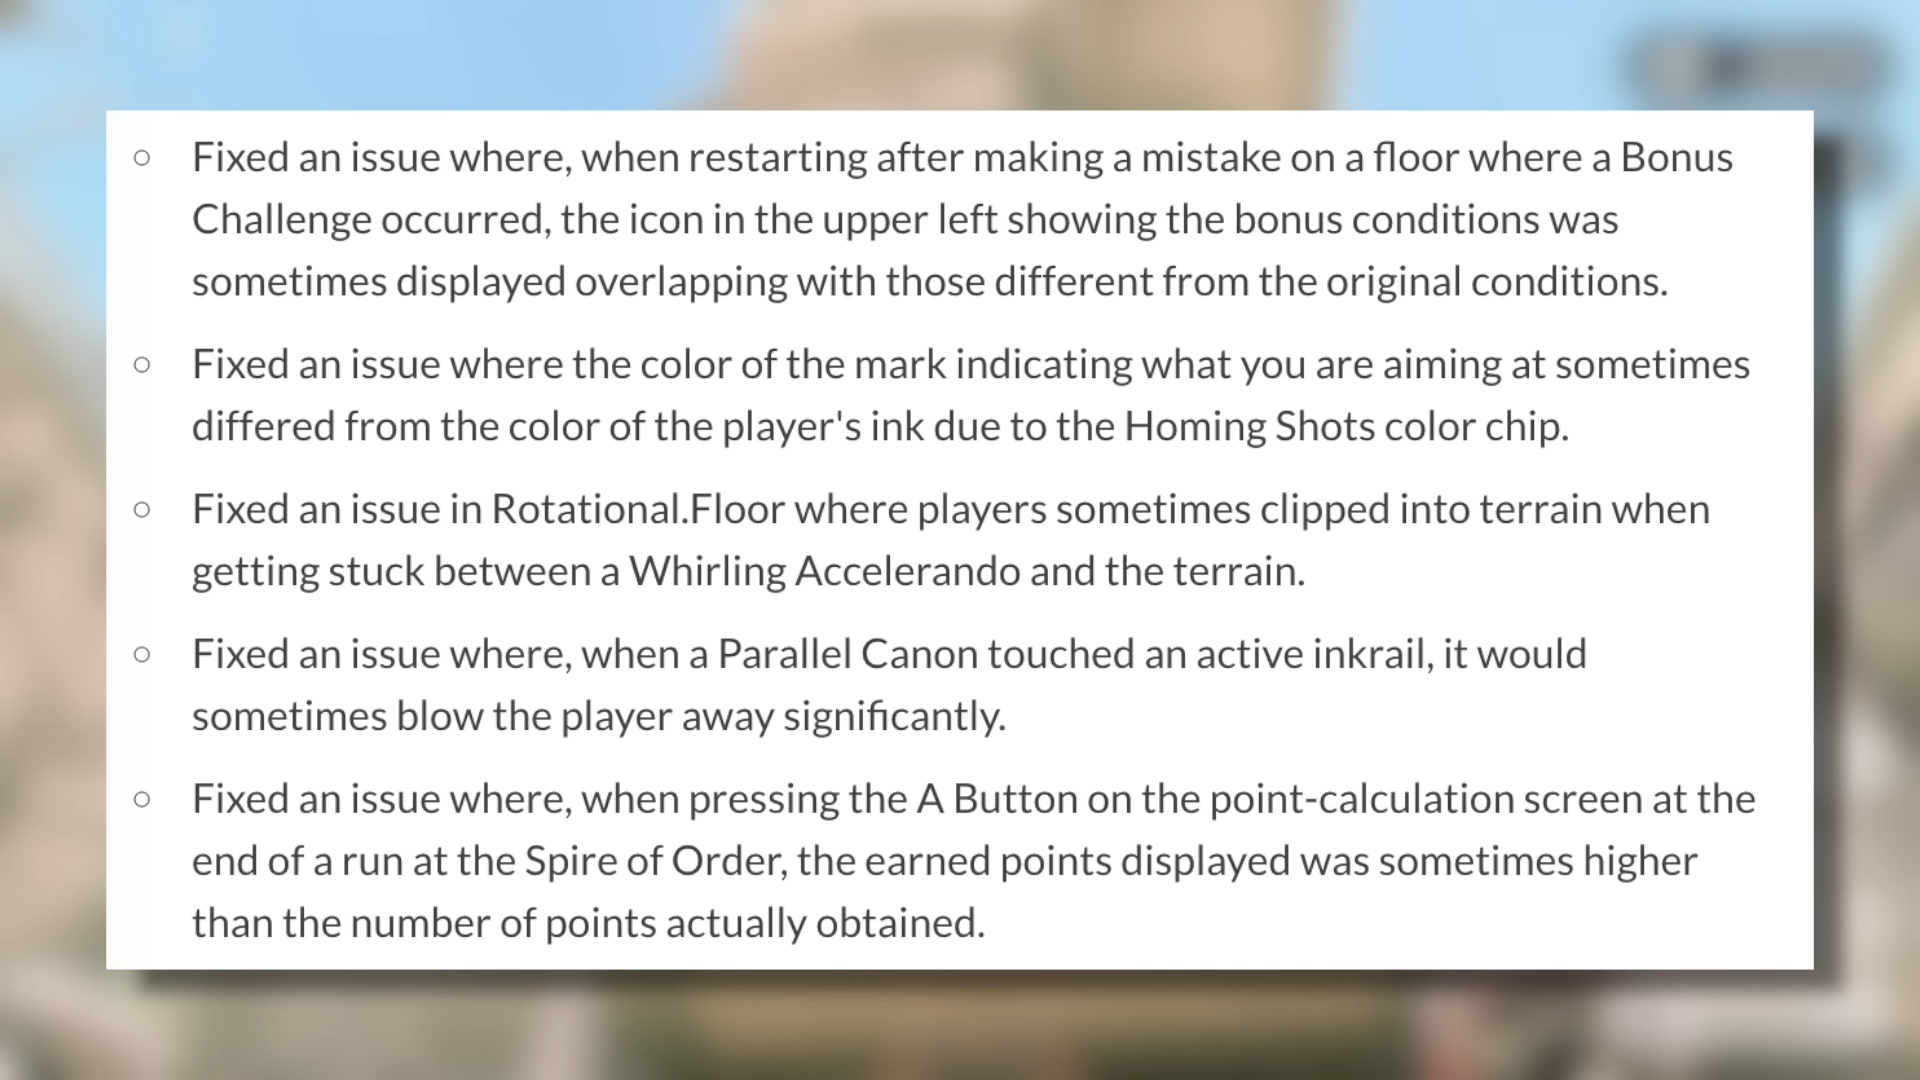 Fixed an issue where, when restarting after making a mistake on a floor where a Bonus
Challenge occurred, the icon in the upper left showing the bonus conditions was
sometimes displayed overlapping with those different from the original conditions.
Fixed an issue where the color of the mark indicating what you are aiming at sometimes
differed from the color of the player's ink due to the Homing Shots color chip.
Fixed an issue in Rotational.Floor where players sometimes clipped into terrain when
getting stuck between a Whirling Accelerando and the terrain.
Fixed an issue where, when a Parallel Canon touched an active inkrail, it would
sometimes blow the player away significantly.
Fixed an issue where, when pressing the A Button on the point-calculation screen at the
end of a run at the Spire of Order, the earned points displayed was sometimes higher
than the number of points actually obtained.